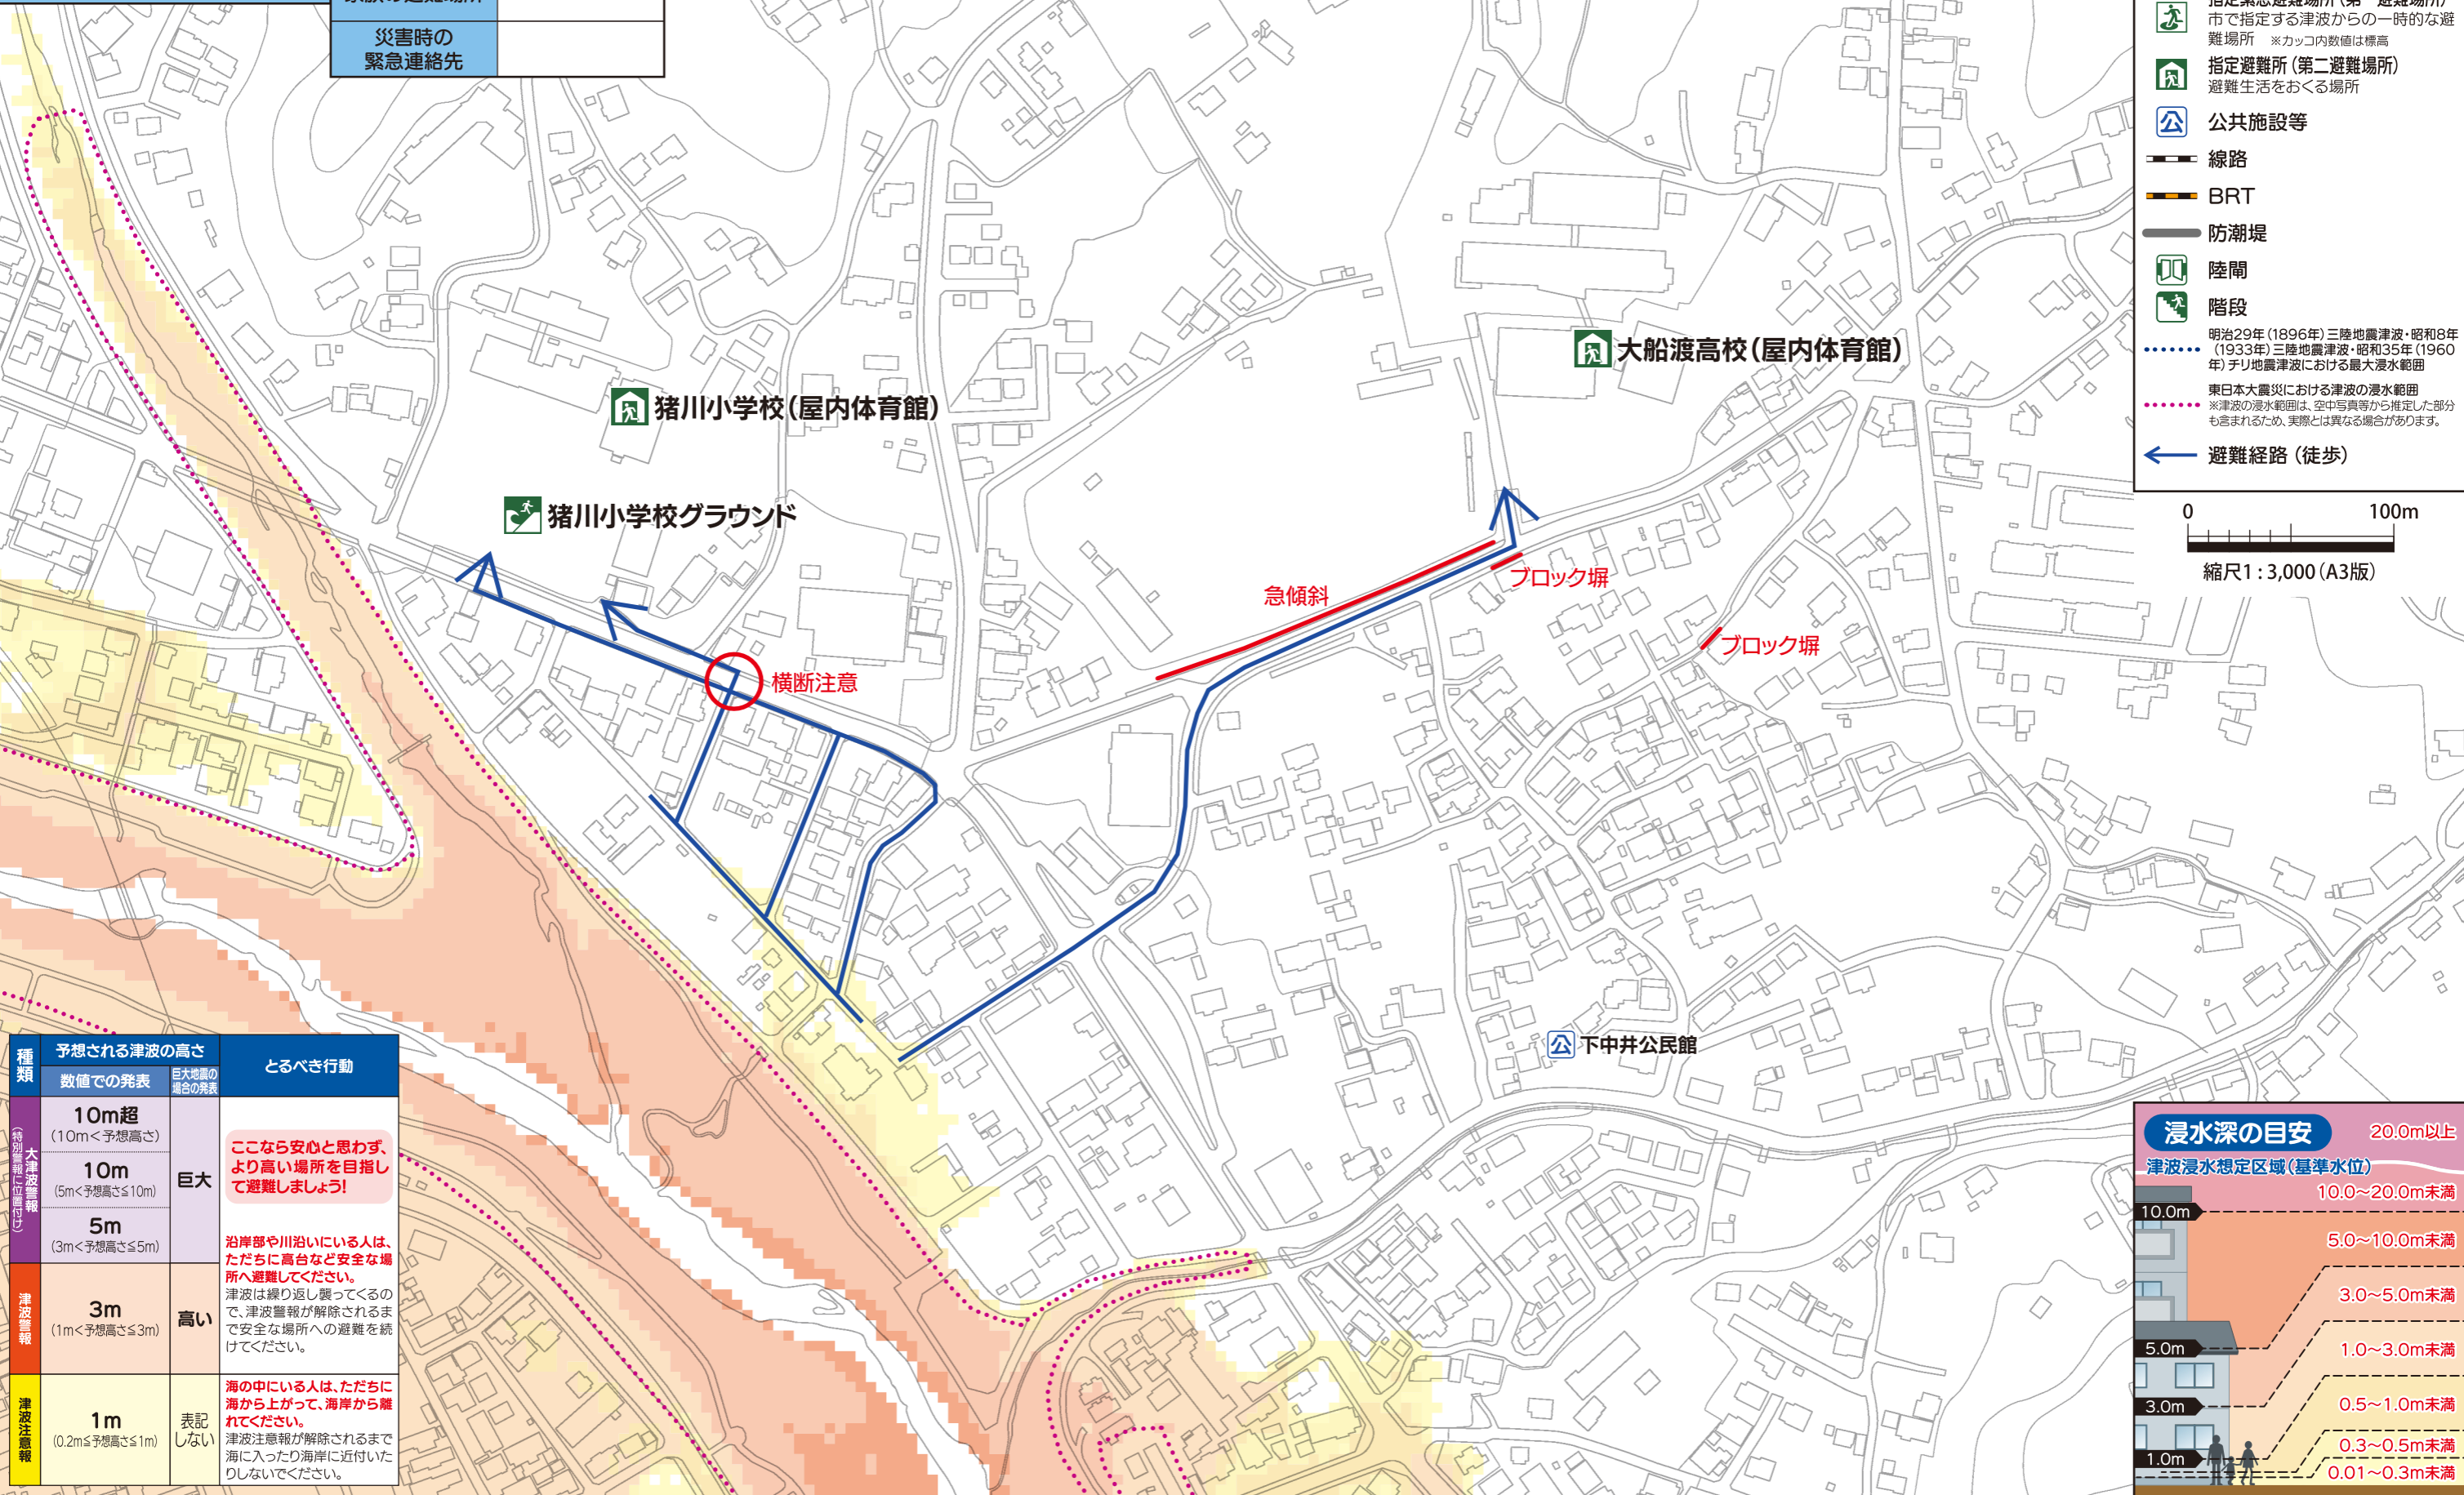 災害時の
緊急連絡先
市で指定する津波からの一時的な避
難場所 ※カッコ内数値は標高
指定避難所(第二避難場所)
避難生活をおくる場所
公 公共施設等
線路
BRT
防潮堤
陸閘
階段
明治29年(1896年)三陸地震津波・昭和8年
(1933年)三陸地震津波・昭和35年(1960
年)チリ地震津波における最大浸水範囲
東日本大震災における津波の浸水範囲
※津波の浸水範囲は、空中写真等から推定した部分
も含まれるため、実際とは異なる場合があります。
避難経路(徒歩)
0 100m
縮尺1:3,000(A3版)
大船渡高校(屋内体育館)
猪川小学校(屋内体育館)
猪川小学校グラウンド
急傾斜
ブロック塀
ブロック塀
横断注意
公 下中井公民館
種類
予想される津波の高さ
とるべき行動
数値での発表
巨大地震の
場合の発表
大津波警報
(特別警報に位置付け)
10m超
(10m<予想高さ)
10m
(5m<予想高さ≦10m)
5m
(3m<予想高さ≦5m)
巨大
ここなら安心と思わず、
より高い場所を目指し
て避難しましょう!
沿岸部や川沿いにいる人は、
ただちに高台など安全な場
所へ避難してください。
津波は繰り返し襲ってくるの
で、津波警報が解除されるま
で安全な場所への避難を続
けてください。
津波警報
3m
(1m<予想高さ≦3m)
高い
津波注意報
1m
(0.2m≦予想高さ≦1m)
表記
しない
海の中にいる人は、ただちに
海から上がって、海岸から離
れてください。
津波注意報が解除されるまで
海に入ったり海岸に近付いた
りしないでください。
浸水深の目安
津波浸水想定区域(基準水位)
20.0m以上
10.0〜20.0m未満
10.0m
5.0〜10.0m未満
3.0〜5.0m未満
5.0m
1.0〜3.0m未満
3.0m
0.5〜1.0m未満
0.3〜0.5m未満
1.0m
0.01〜0.3m未満